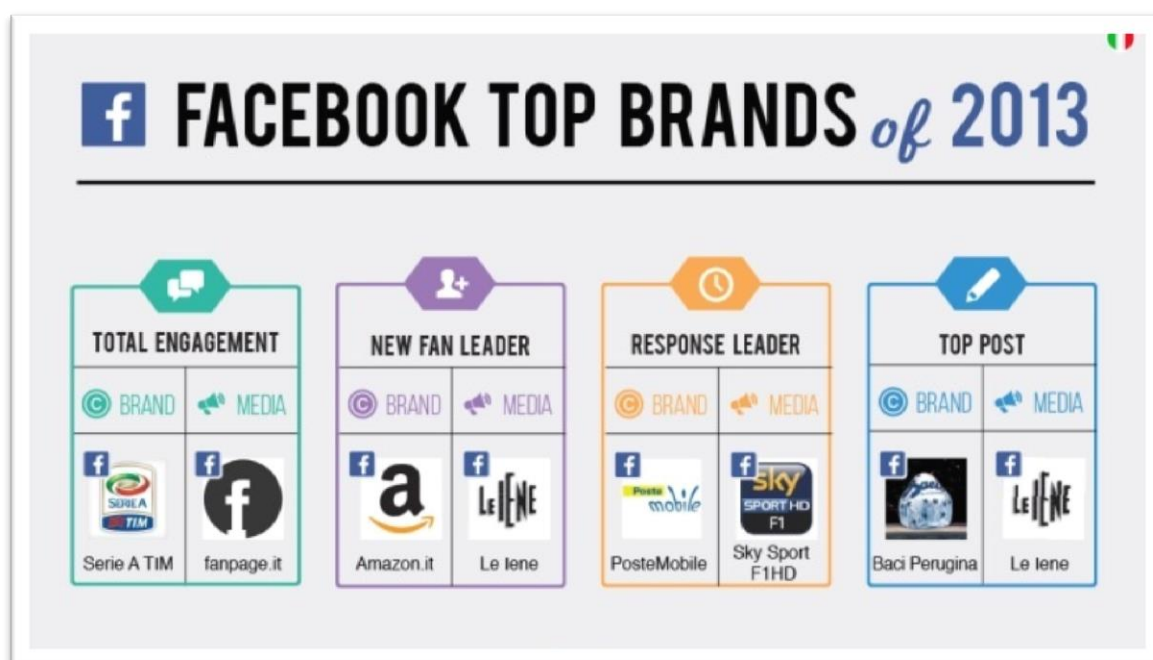 f FACEBOOK TOP BRANDS of 2013
TOTAL ENGAGEMENT
© BRAND MEDIA
f f
SERIE A
TIM
f
Serie A TIM fanpage.it
NEW FAN LEADER
© BRAND MEDIA
f f
a LE IENE
Amazon.it Le Iene
RESPONSE LEADER
© BRAND MEDIA
f f
Poste mobile
sky
SPORT HD
F1
PosteMobile Sky Sport
F1HD
TOP POST
© BRAND MEDIA
f f
LE IENE
Baci Perugina Le Iene